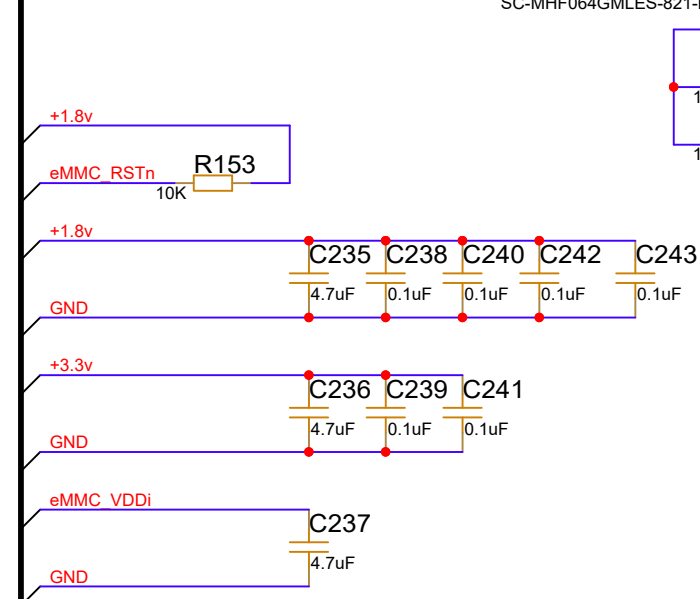 SC-MHF064GMLES-821-
+1.8v
eMMC_RSTn
R153
10K
+1.8v
C235 C238 C240 C242 C243
4.7uF 0.1uF 0.1uF 0.1uF 0.1uF
GND
+3.3v
C236 C239 C241
4.7uF 0.1uF 0.1uF
GND
eMMC_VDDi
C237
4.7uF
GND